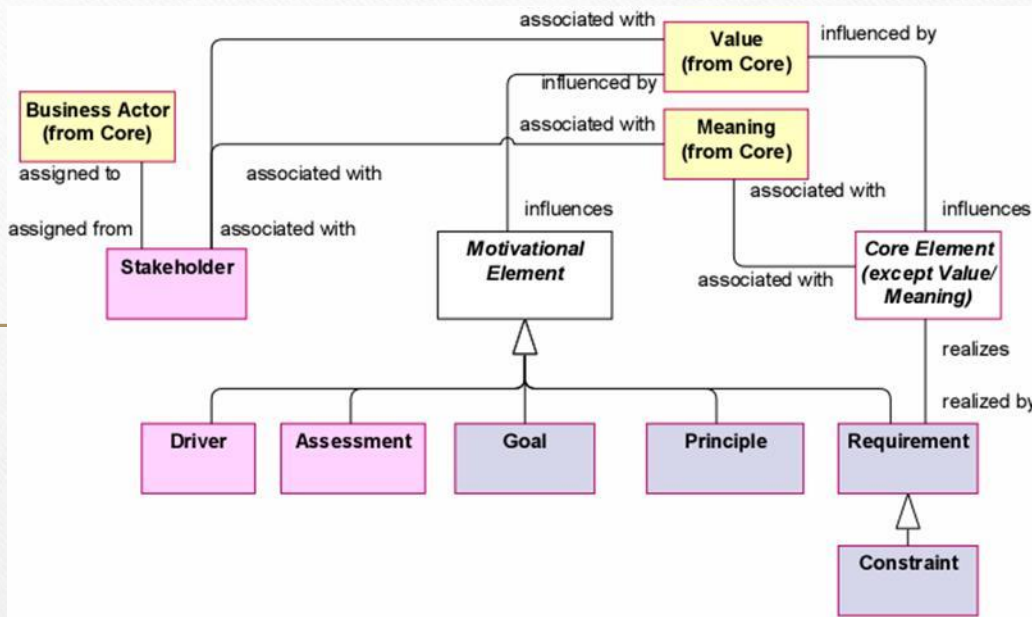 associated with
Value
(from Core)
influenced by
influenced by
Business Actor
(from Core)
associated with
Meaning
(from Core)
assigned to
associated with
associated with
assigned from
associated with
influences
influences
Stakeholder
Motivational
Element
associated with
Core Element
(except Value/
Meaning)
realizes
realized by
Driver
Assessment
Goal
Principle
Requirement
Constraint